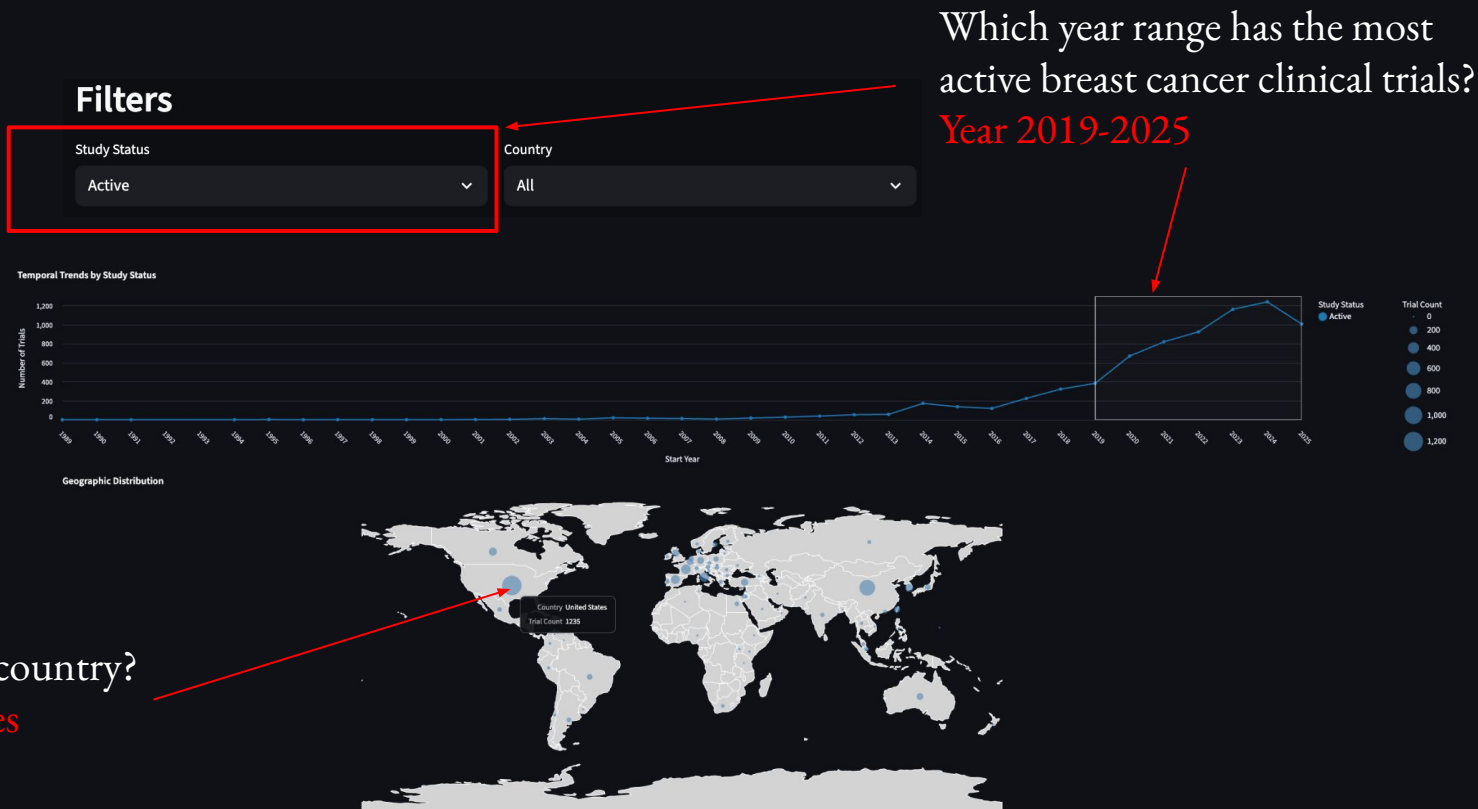 Which year range has the most
active breast cancer clinical trials?
Year 2019-2025
Filters
Study Status
Country
Active
All
Temporal Trends by Study Status
Number of Trials
1,200
1,000
800
600
400
200
0
1989 1990 1991 1992 1993 1994 1995 1996 1997 1998 1999 2000 2001 2002 2003 2004 2005 2006 2007 2008 2009 2010 2011 2012 2013 2014 2015 2016 2017 2018 2019 2020 2021 2022 2023 2024 2025
Start Year
Study Status
Active
Trial Count
0
200
400
600
800
1,000
1,200
Geographic Distribution
Country United States
Trial Count 1235
country?
es